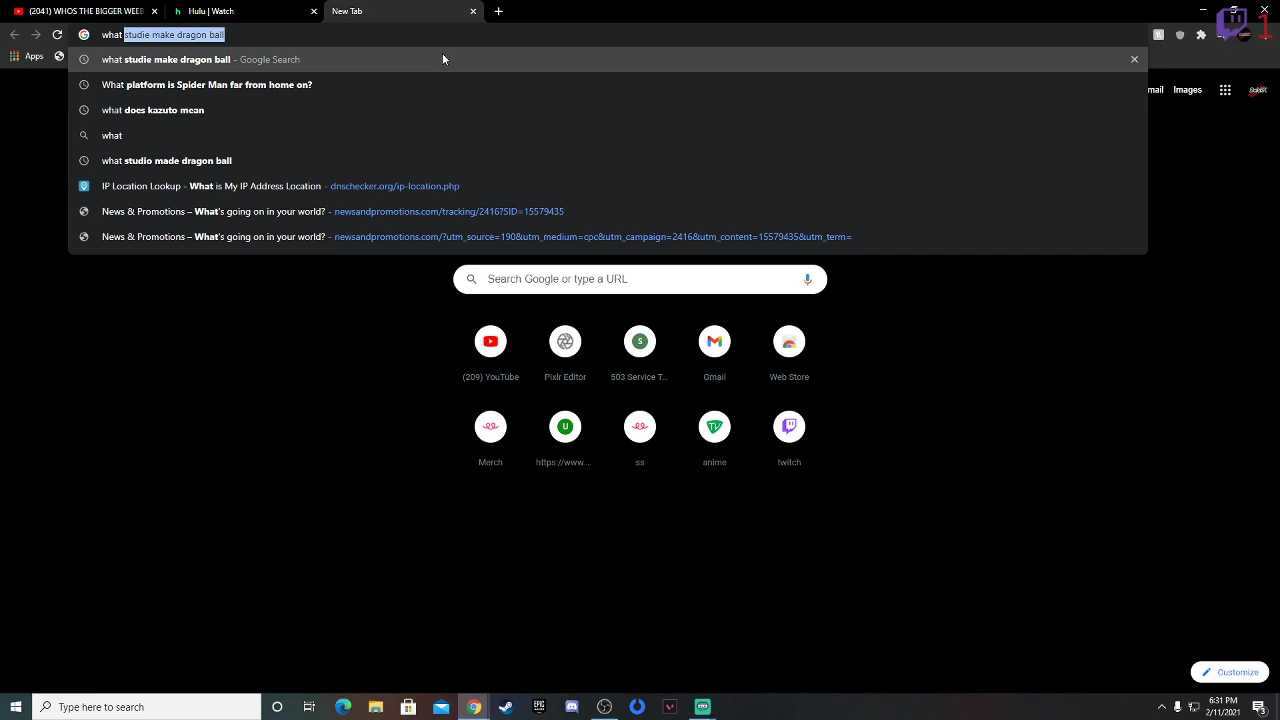 (2041) WHOS THE BIGGER WEEB
Hulu | Watch
New Tab
1
what studie make dragon ball
Apps
what studie make dragon ball - Google Search
What platform is Spider Man far from home on?
what does kazuto mean
what
what studio made dragon ball
IP Location Lookup - What is My IP Address Location - dnschecker.org/ip-location.php
News & Promotions – What's going on in your world? - newsandpromotions.com/tracking/2416?SID=15579435
News & Promotions – What's going on in your world? - newsandpromotions.com/?utm_source=190&utm_medium=cpc&utm_campaign=2416&utm_content=15579435&utm_term=
mail Images
Search Google or type a URL
S
(209) YouTube
Pixlr Editor
503 Service T...
Gmail
Web Store
U
TV
Merch
https://www....
ss
anime
twitch
Customize
Type here to search
EPIC
6:31 PM
2/11/2021